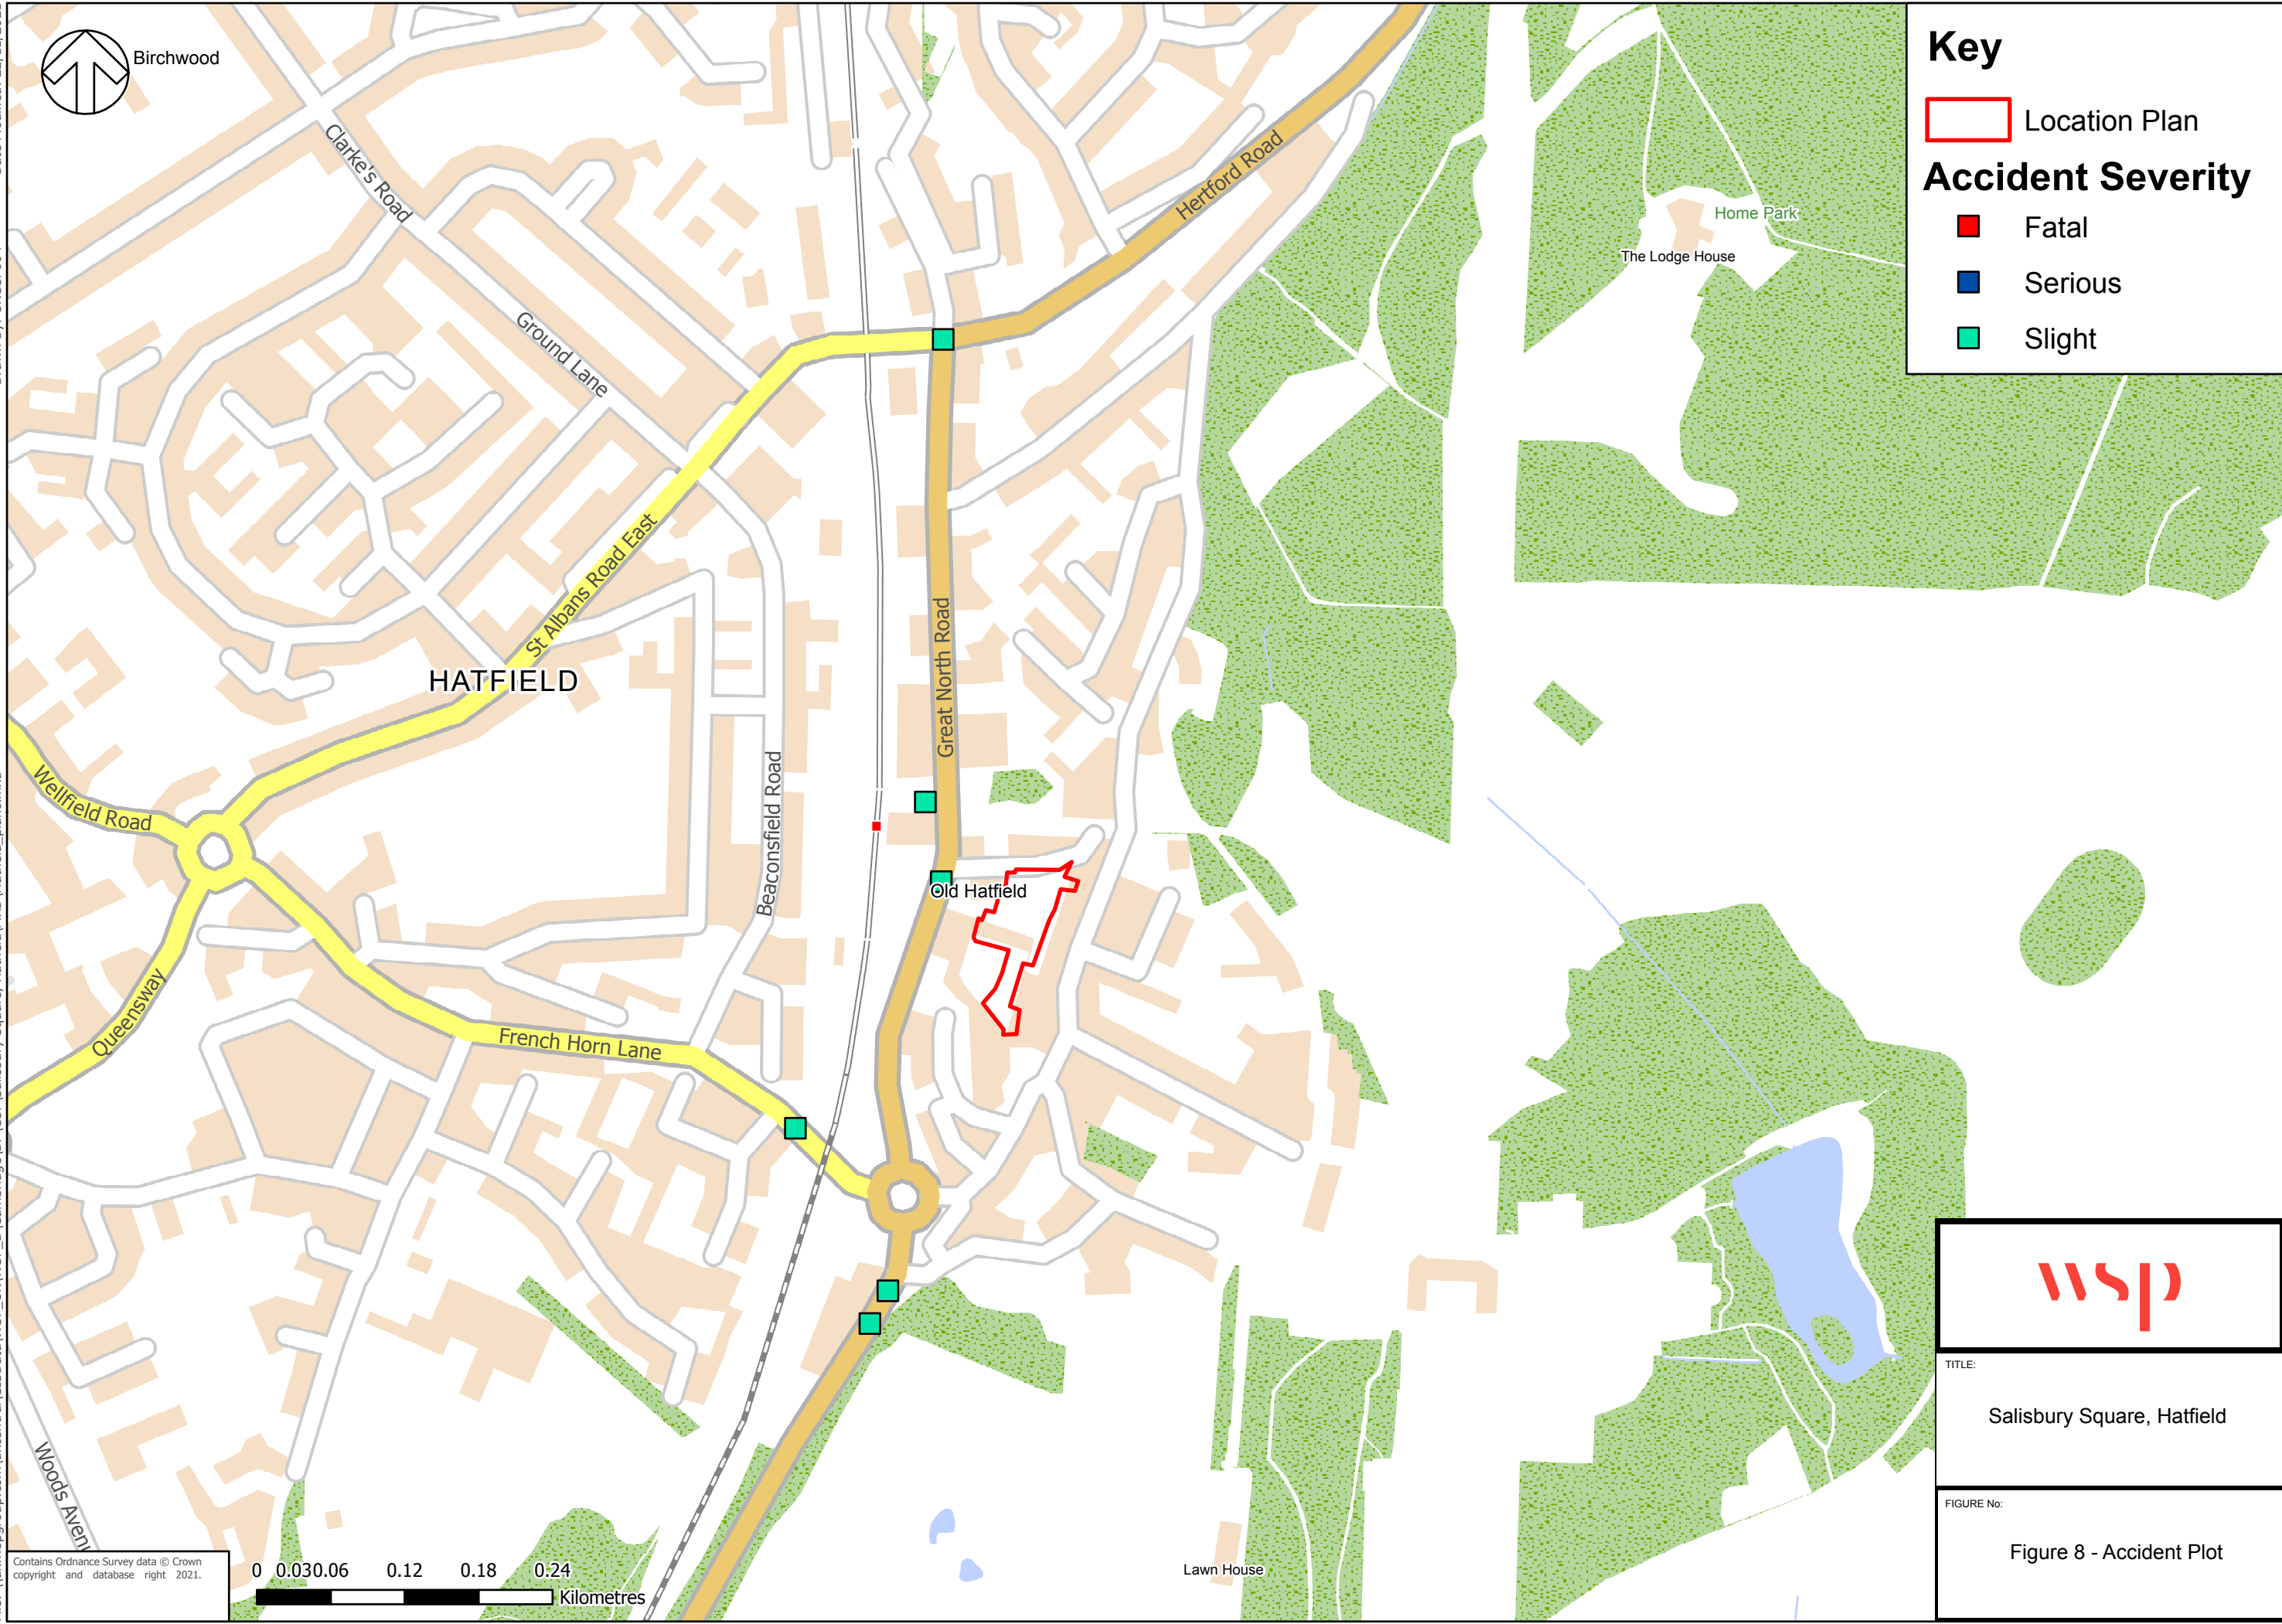 Birchwood
Key
Location Plan
Accident Severity
Fatal
Serious
Slight
Clarke's Road
Hertford Road
Home Park
The Lodge House
Ground Lane
St Albans Road East
HATFIELD
Great North Road
Wellfield Road
Beaconsfield Road
Old Hatfield
Queensway
French Horn Lane
Woods Avenu
Lawn House
wsp
TITLE:
Salisbury Square, Hatfield
FIGURE No:
Figure 8 - Accident Plot
Contains Ordnance Survey data © Crown
copyright and database right 2021.
0 0.030.06 0.12 0.18 0.24
Kilometres